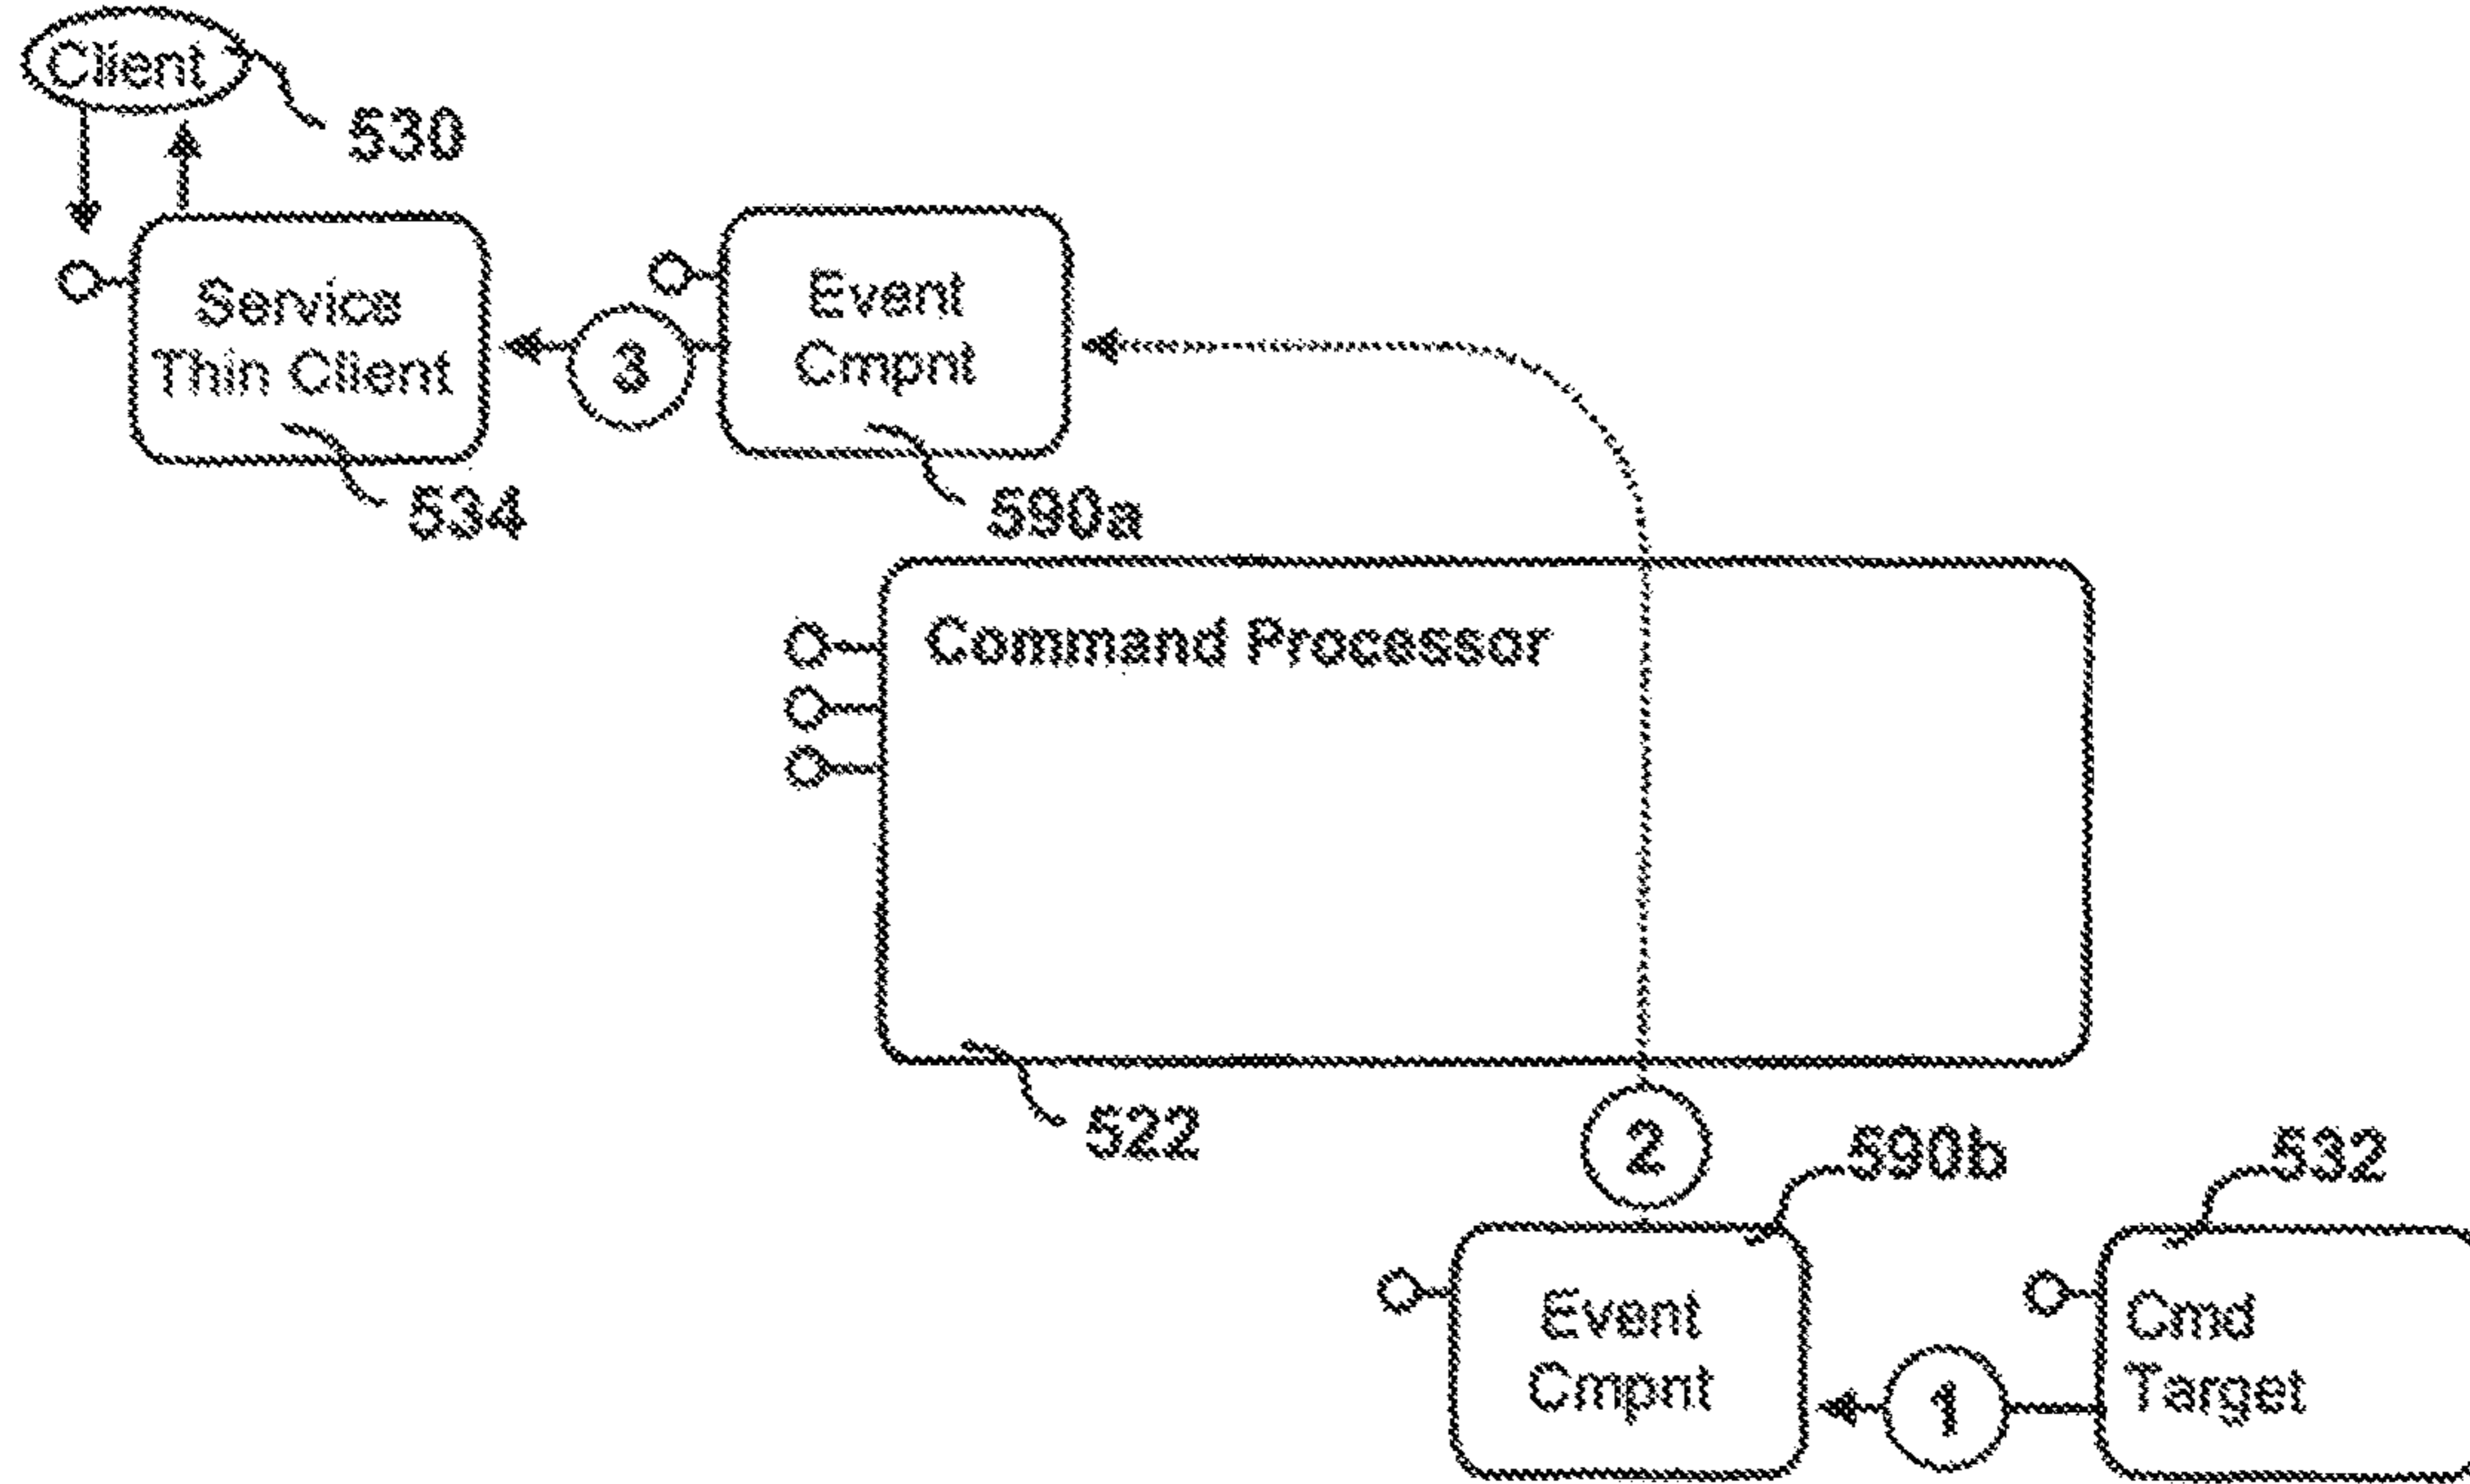 Client
530
Service
Thin Client
3
Event
Cmpnt
534
590a
Command Processor
522
2
590b
532
Event
Cmpnt
1
Cmd
Target